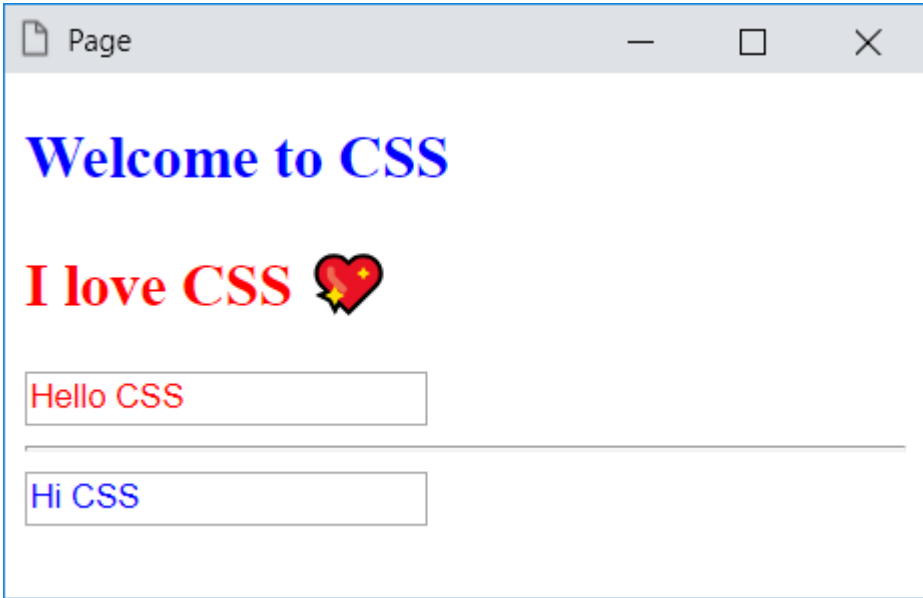 Page
Welcome to CSS
I love CSS 💖
Hello CSS
Hi CSS